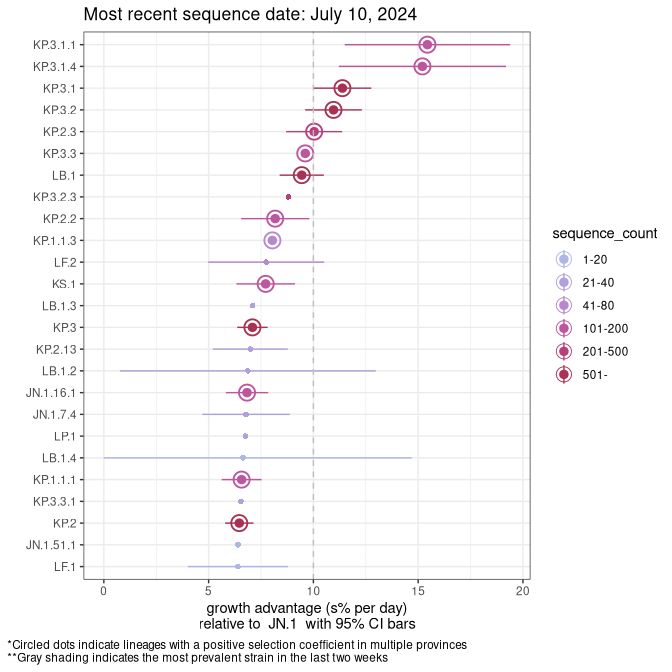 Most recent sequence date: July 10, 2024
KP.3.1.1
KP.3.1.4
KP.3.1
KP.3.2
KP.2.3
KP.3.3
LB.1
KP.3.2.3
KP.2.2
KP.1.1.3
LF.2
KS.1
LB.1.3
KP.3
KP.2.13
LB.1.2
JN.1.16.1
JN.1.7.4
LP.1
LB.1.4
KP.1.1.1
KP.3.3.1
KP.2
JN.1.51.1
LF.1
0 5 10 15 20
growth advantage (s% per day)
relative to JN.1 with 95% CI bars
sequence_count
1-20
21-40
41-80
101-200
201-500
501-
*Circled dots indicate lineages with a positive selection coefficient in multiple provinces
**Gray shading indicates the most prevalent strain in the last two weeks